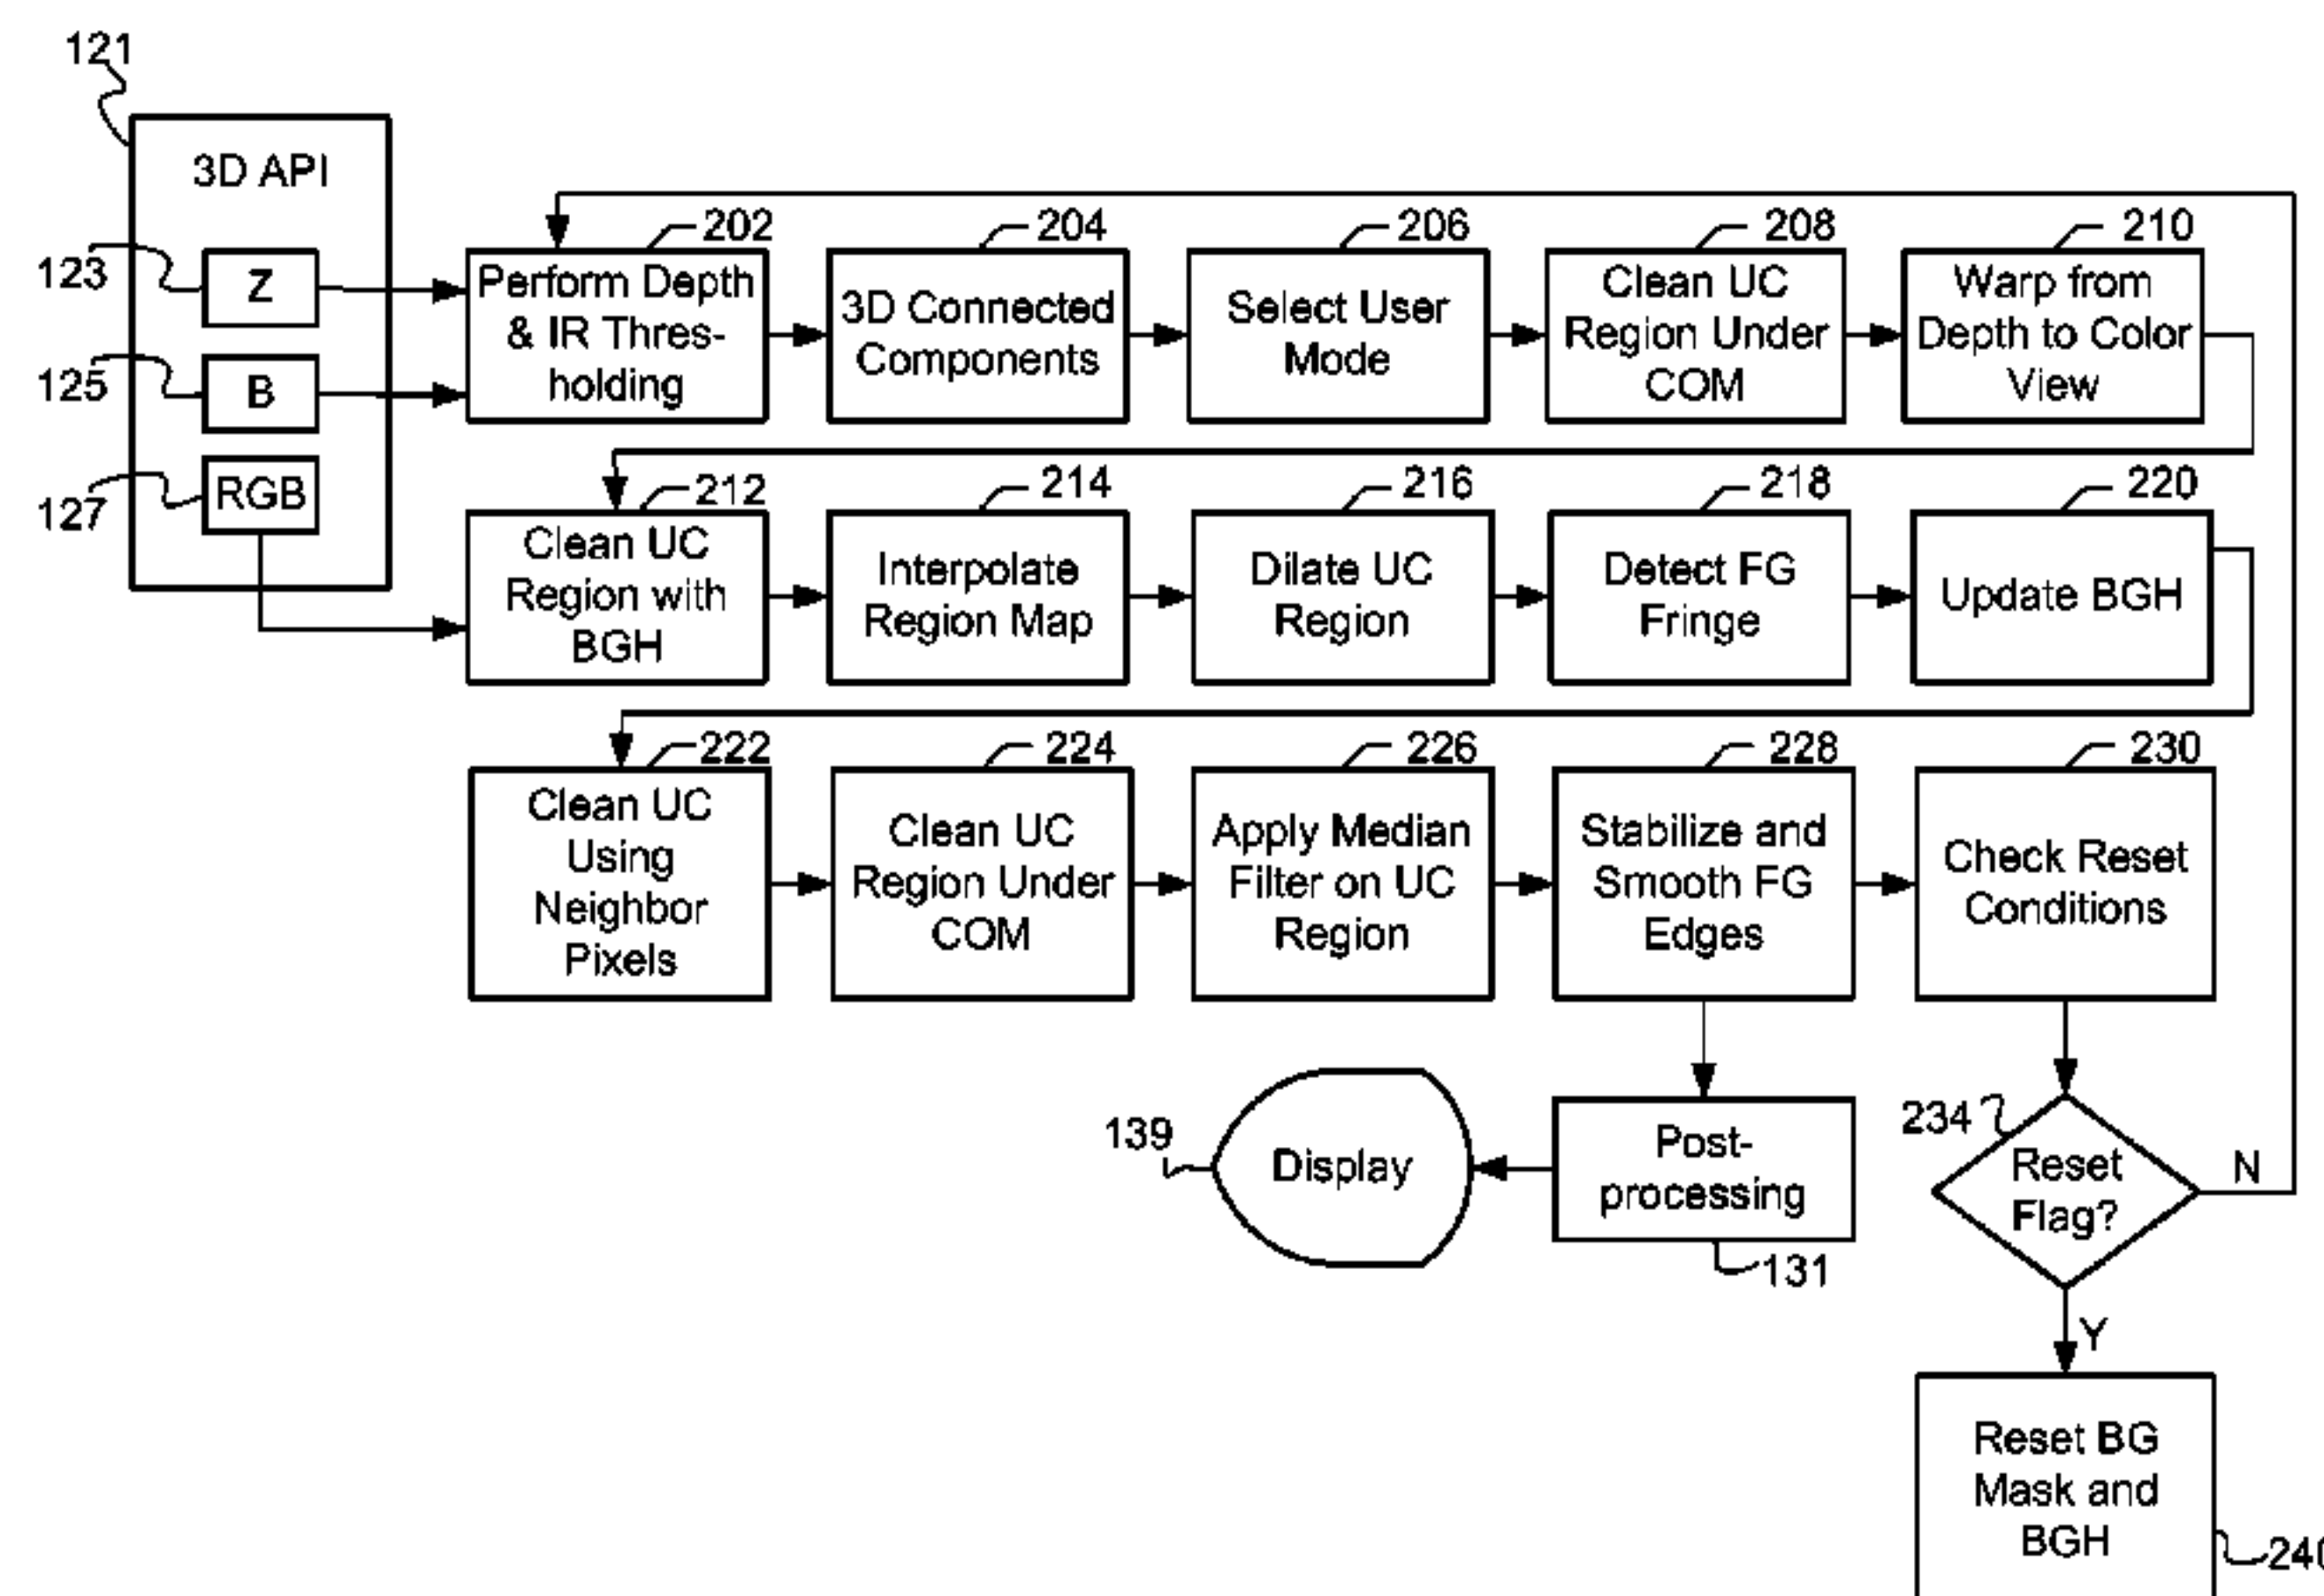 121
3D API
123
Z
125
B
127
RGB
202
Perform Depth
& IR Thres-
holding
204
3D Connected
Components
206
Select User
Mode
208
Clean UC
Region Under
COM
210
Warp from
Depth to Color
View
212
Clean UC
Region with
BGH
214
Interpolate
Region Map
216
Dilate UC
Region
218
Detect FG
Fringe
220
Update BGH
222
Clean UC
Using
Neighbor
Pixels
224
Clean UC
Region Under
COM
226
Apply Median
Filter on UC
Region
228
Stabilize and
Smooth FG
Edges
230
Check Reset
Conditions
139
Display
Post-
processing
131
234
Reset
Flag?
N
Y
Reset BG
Mask and
BGH
240